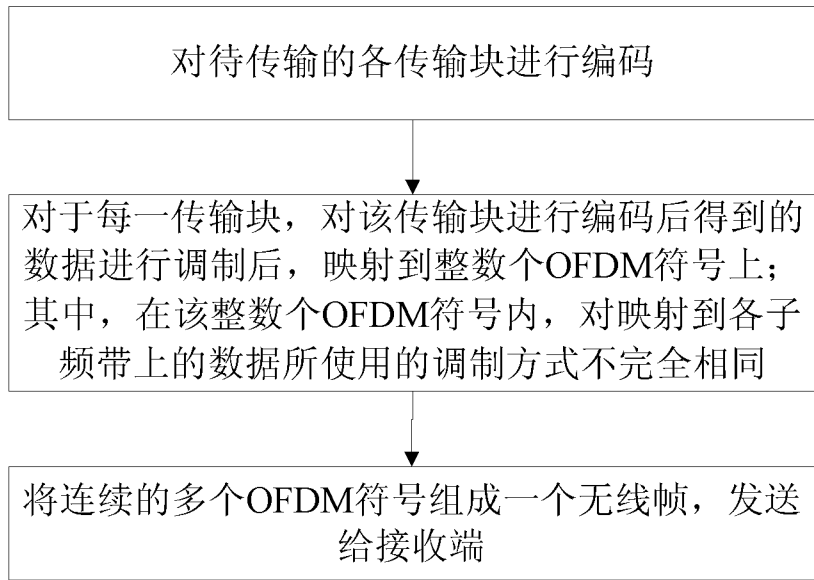 对待传输的各传输块进行编码
对于每一传输块，对该传输块进行编码后得到的
数据进行调制后，映射到整数个OFDM符号上；
其中，在该整数个OFDM符号内，对映射到各子
频带上的数据所使用的调制方式不完全相同
将连续的多个OFDM符号组成一个无线帧，发送
给接收端